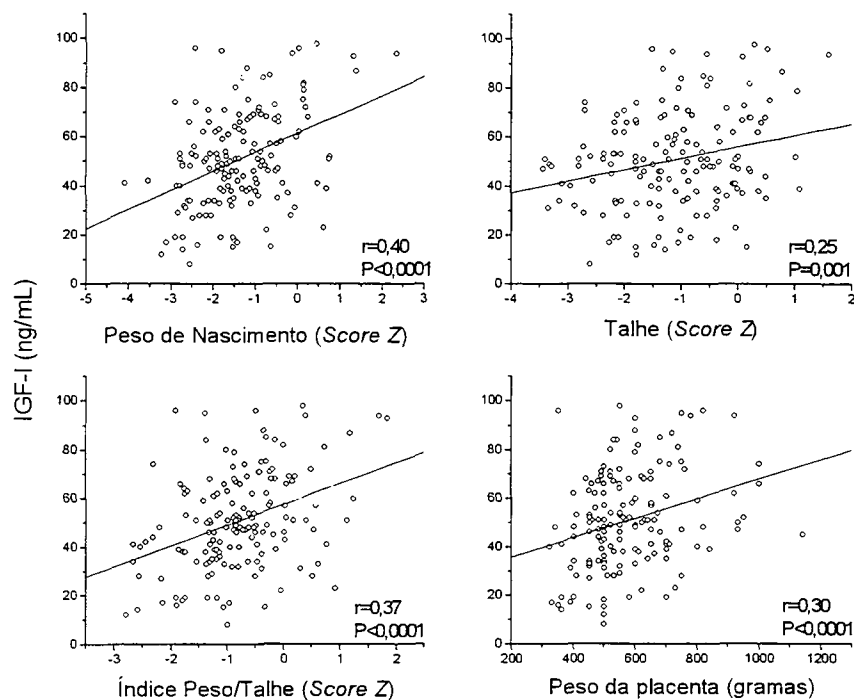 IGF-I (ng/mL)
100
80
60
40
20
0
r=0,40
P<0,0001
-5 -4 -3 -2 -1 0 1 2 3
Peso de Nascimento (Score Z)
100
80
60
40
20
0
r=0,25
P=0,001
-4 -3 -2 -1 0 1 2
Talhe (Score Z)
100
80
60
40
20
0
r=0,37
P<0,0001
-3 -2 -1 0 1 2
Índice Peso/Talhe (Score Z)
100
80
60
40
20
0
r=0,30
P<0,0001
200 400 600 800 1000 1200
Peso da placenta (gramas)